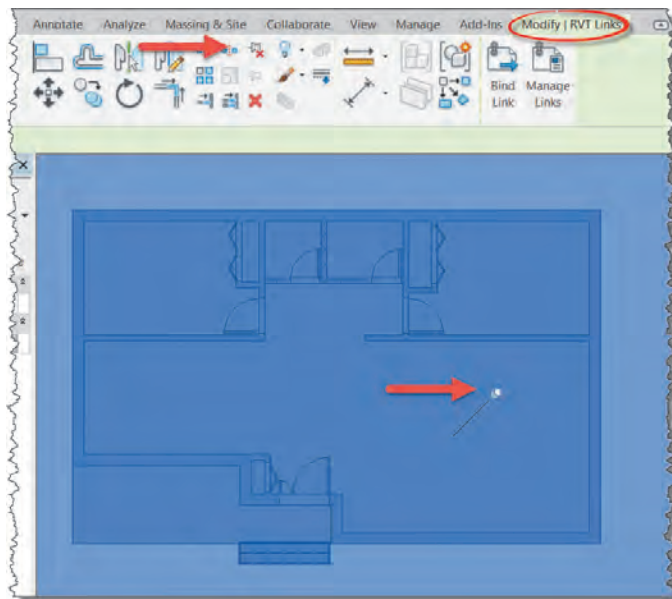 Annotate Analyze Massing & Site Collaborate View Manage Add-Ins Modify | RVT Links
Bind Manage
Link Links